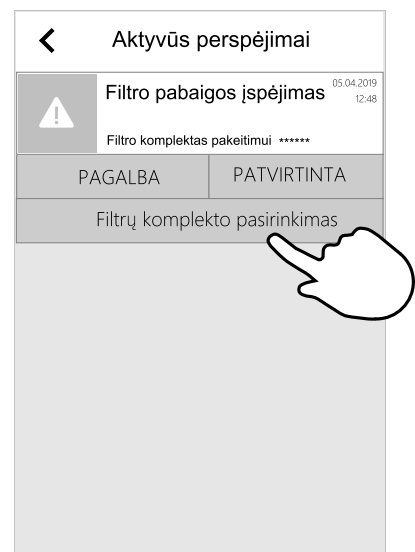 Aktyvūs perspėjimai
Filtro pabaigos įspėjimas
05.04.2019
12:48
Filtro komplektas pakeitimui ******
PAGALBA
PATVIRTINTA
Filtrų komplekto pasirinkimas